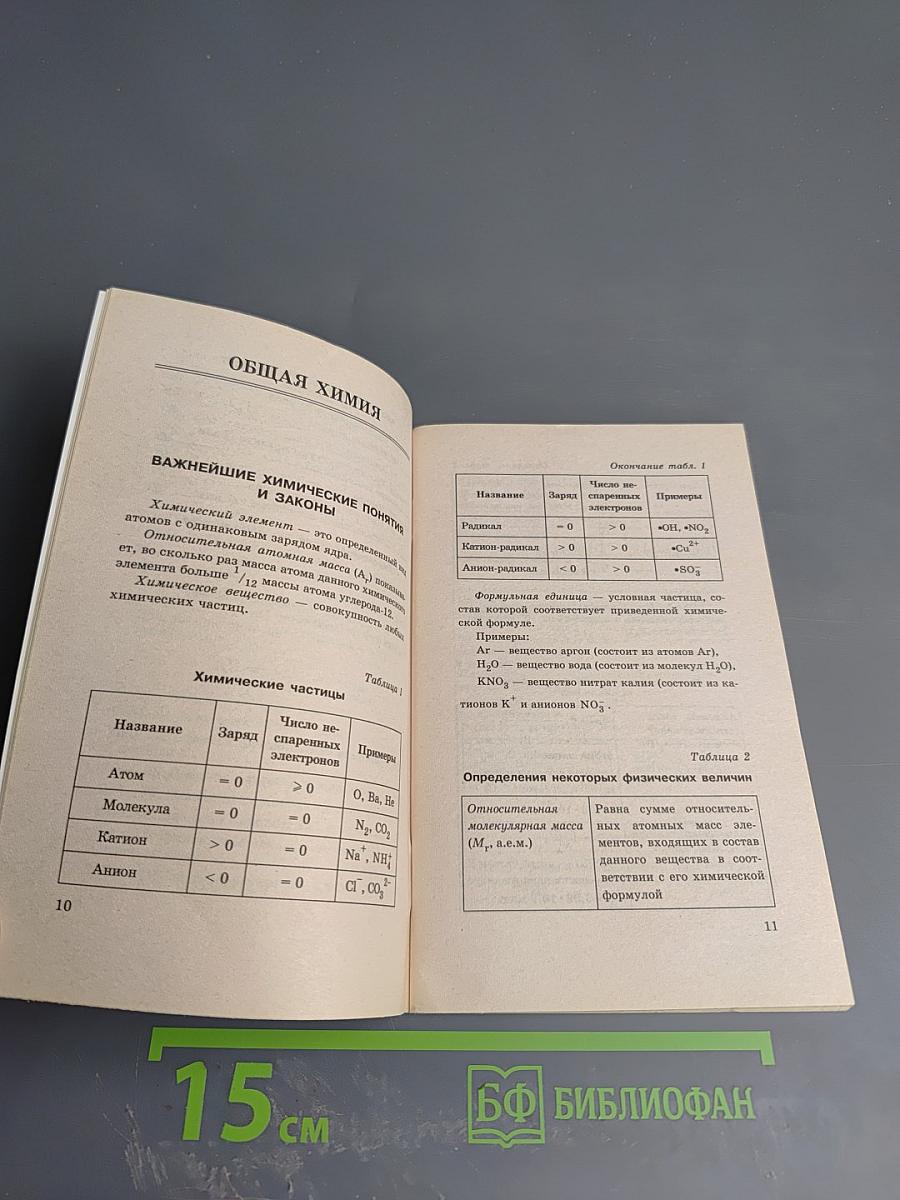 ОБЩАЯ ХИМИЯ
ВАЖНЕЙШИЕ ХИМИЧЕСКИЕ ПОНЯТИЯ
И ЗАКОНЫ
Химический элемент — это определенный вид
атомов с одинаковым зарядом ядра.
Относительная атомная масса (Aᵣ) показыва-
ет, во сколько раз масса атома данного химического
элемента больше 1/12 массы атома углерода-12.
Химическое вещество — совокупность любых
химических частиц.
Таблица 1
Химические частицы
Название Заряд Число не-спаренных электронов Примеры
Атом = 0 ⩾ 0 O, Ba, He
Молекула = 0 = 0 N₂, CO₂
Катион > 0 = 0 Na⁺, NH₄⁺
Анион < 0 = 0 Cl⁻, CO₃²⁻
10
Окончание табл. 1
Название Заряд Число не-спаренных электронов Примеры
Радикал = 0 > 0 •OH, •NO₂
Катион-радикал > 0 > 0 •Cu²⁺
Анион-радикал < 0 > 0 •SO₃⁻
Формульная единица — условная частица, со-
став которой соответствует приведенной химиче-
ской формуле.
Примеры:
Ar — вещество аргон (состоит из атомов Ar),
H₂O — вещество вода (состоит из молекул H₂O),
KNO₃ — вещество нитрат калия (состоит из ка-
тионов K⁺ и анионов NO₃⁻.
Таблица 2
Определения некоторых физических величин
Относительная
молекулярная масса
(Mᵣ, а.е.м.)
Равна сумме относитель-
ных атомных масс эле-
ментов, входящих в состав
данного вещества в соот-
ветствии с его химической
формулой
11
15 см
БФ БИБЛИОФАН